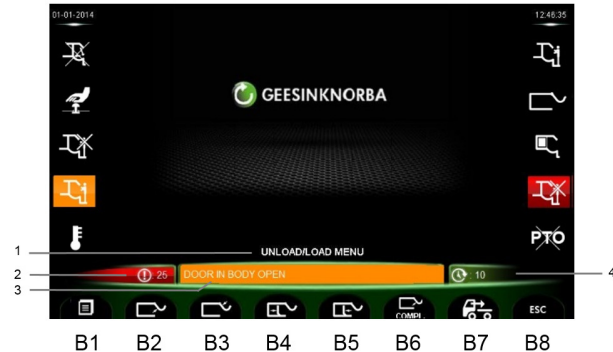 01-01-2014
12:46:35
GEESINKNORBA
PTO
UNLOAD/LOAD MENU
1
2
25
DOOR IN BODY OPEN
10
4
3
COMPL.
ESC
B1 B2 B3 B4 B5 B6 B7 B8